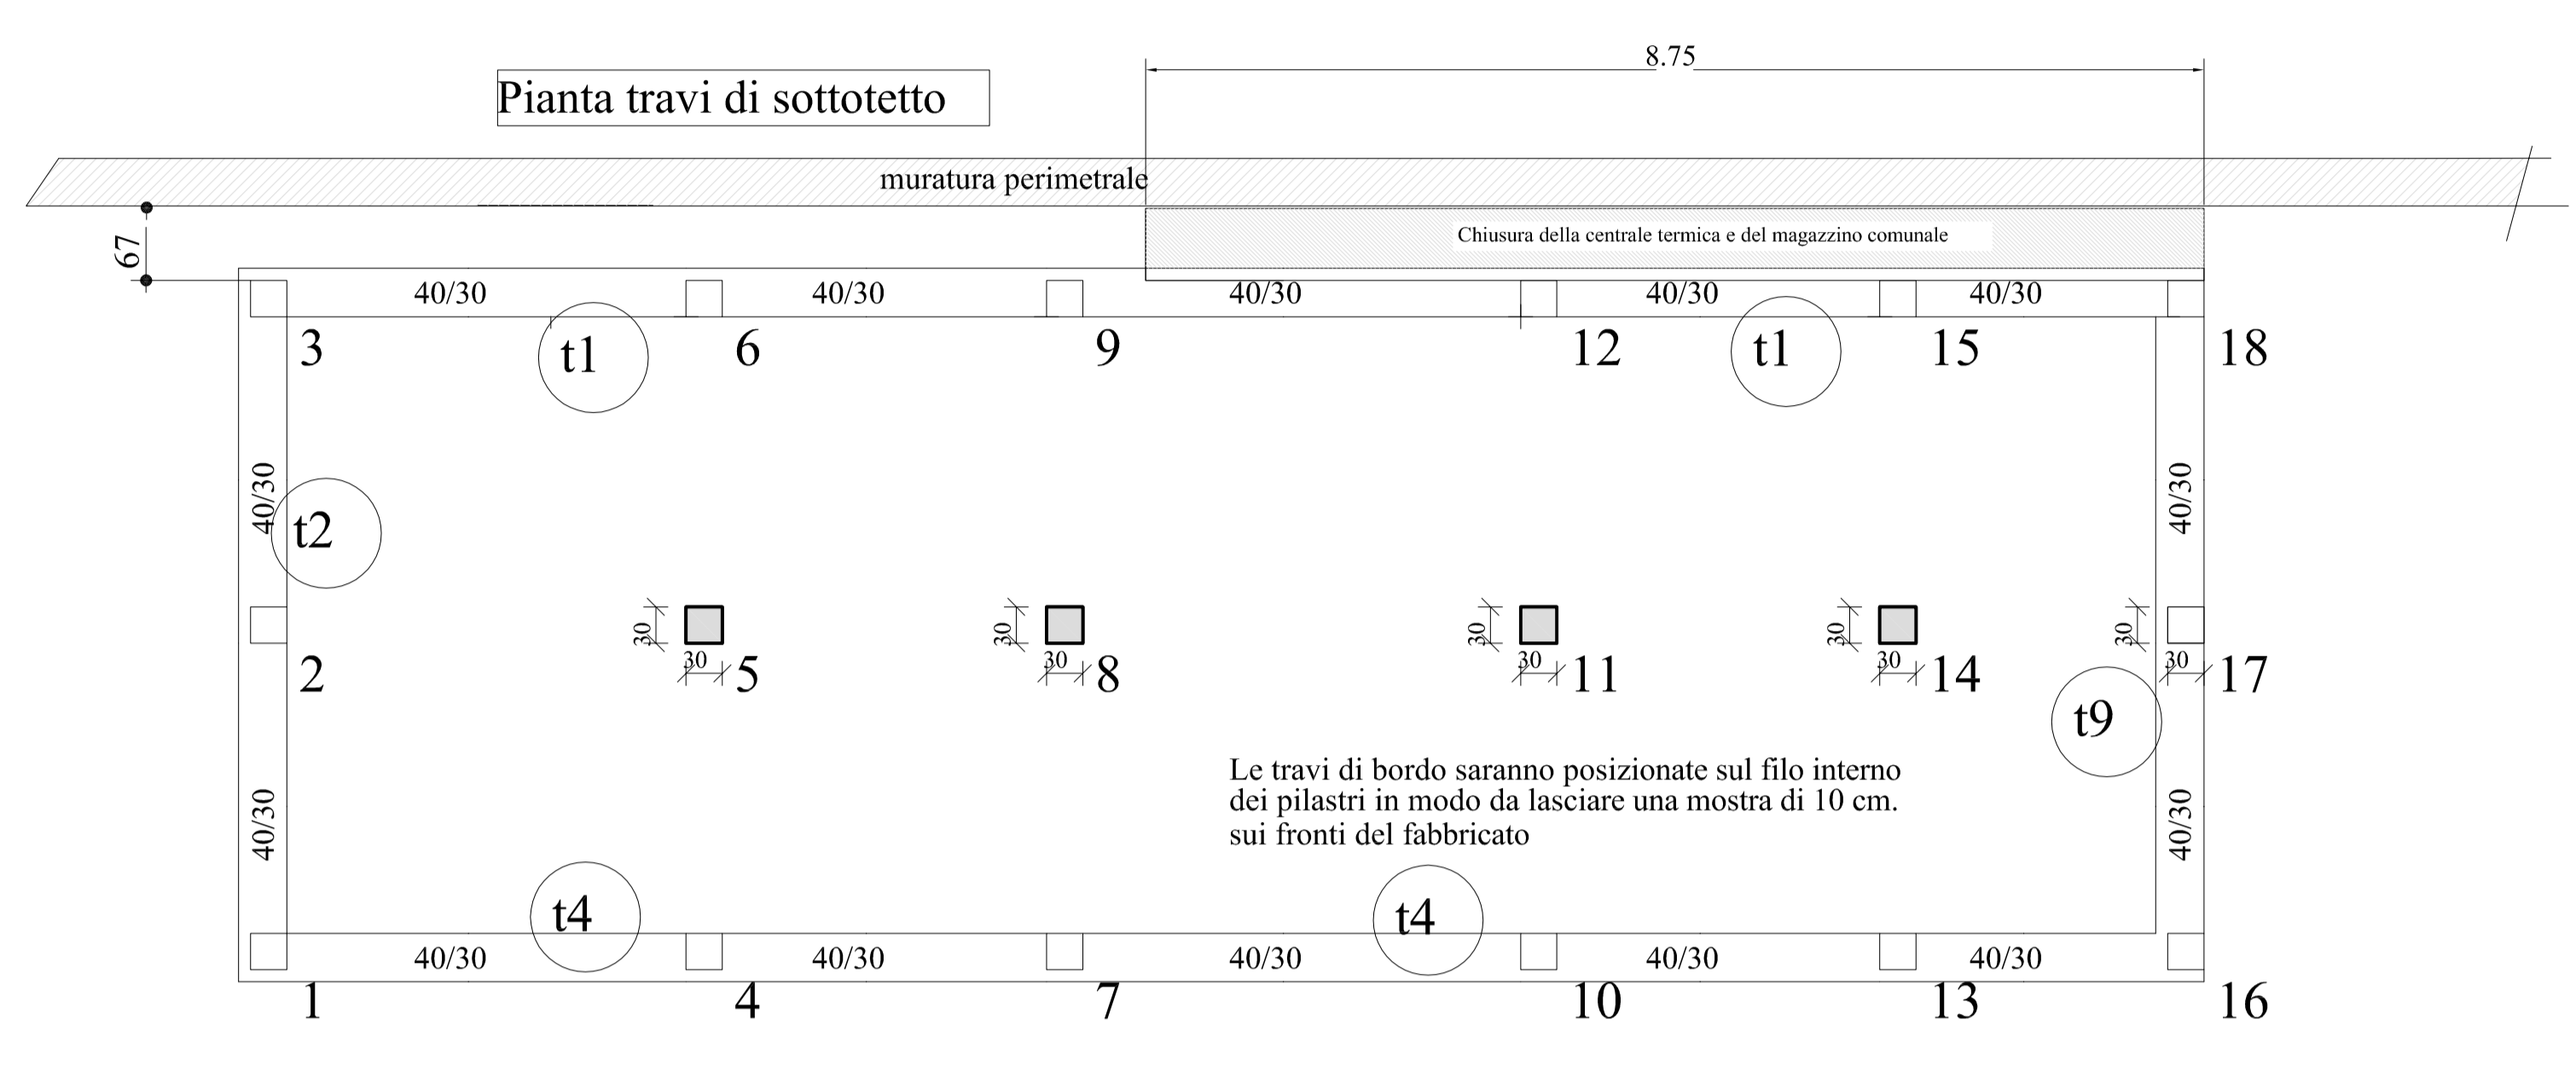 8.75
Pianta travi di sottotetto
muratura perimetrale
67
Chiusura della centrale termica e del magazzino comunale
40/30 40/30 40/30 40/30 40/30
3 t1 6 9 12 t1 15 18
40/30 40/30
t2
30 30 30 30 30
30 30 30 30 30
2 5 8 11 14 17
t9
Le travi di bordo saranno posizionate sul filo interno
dei pilastri in modo da lasciare una mostra di 10 cm.
sui fronti del fabbricato
40/30 40/30
t4 t4
40/30 40/30 40/30 40/30 40/30
1 4 7 10 13 16